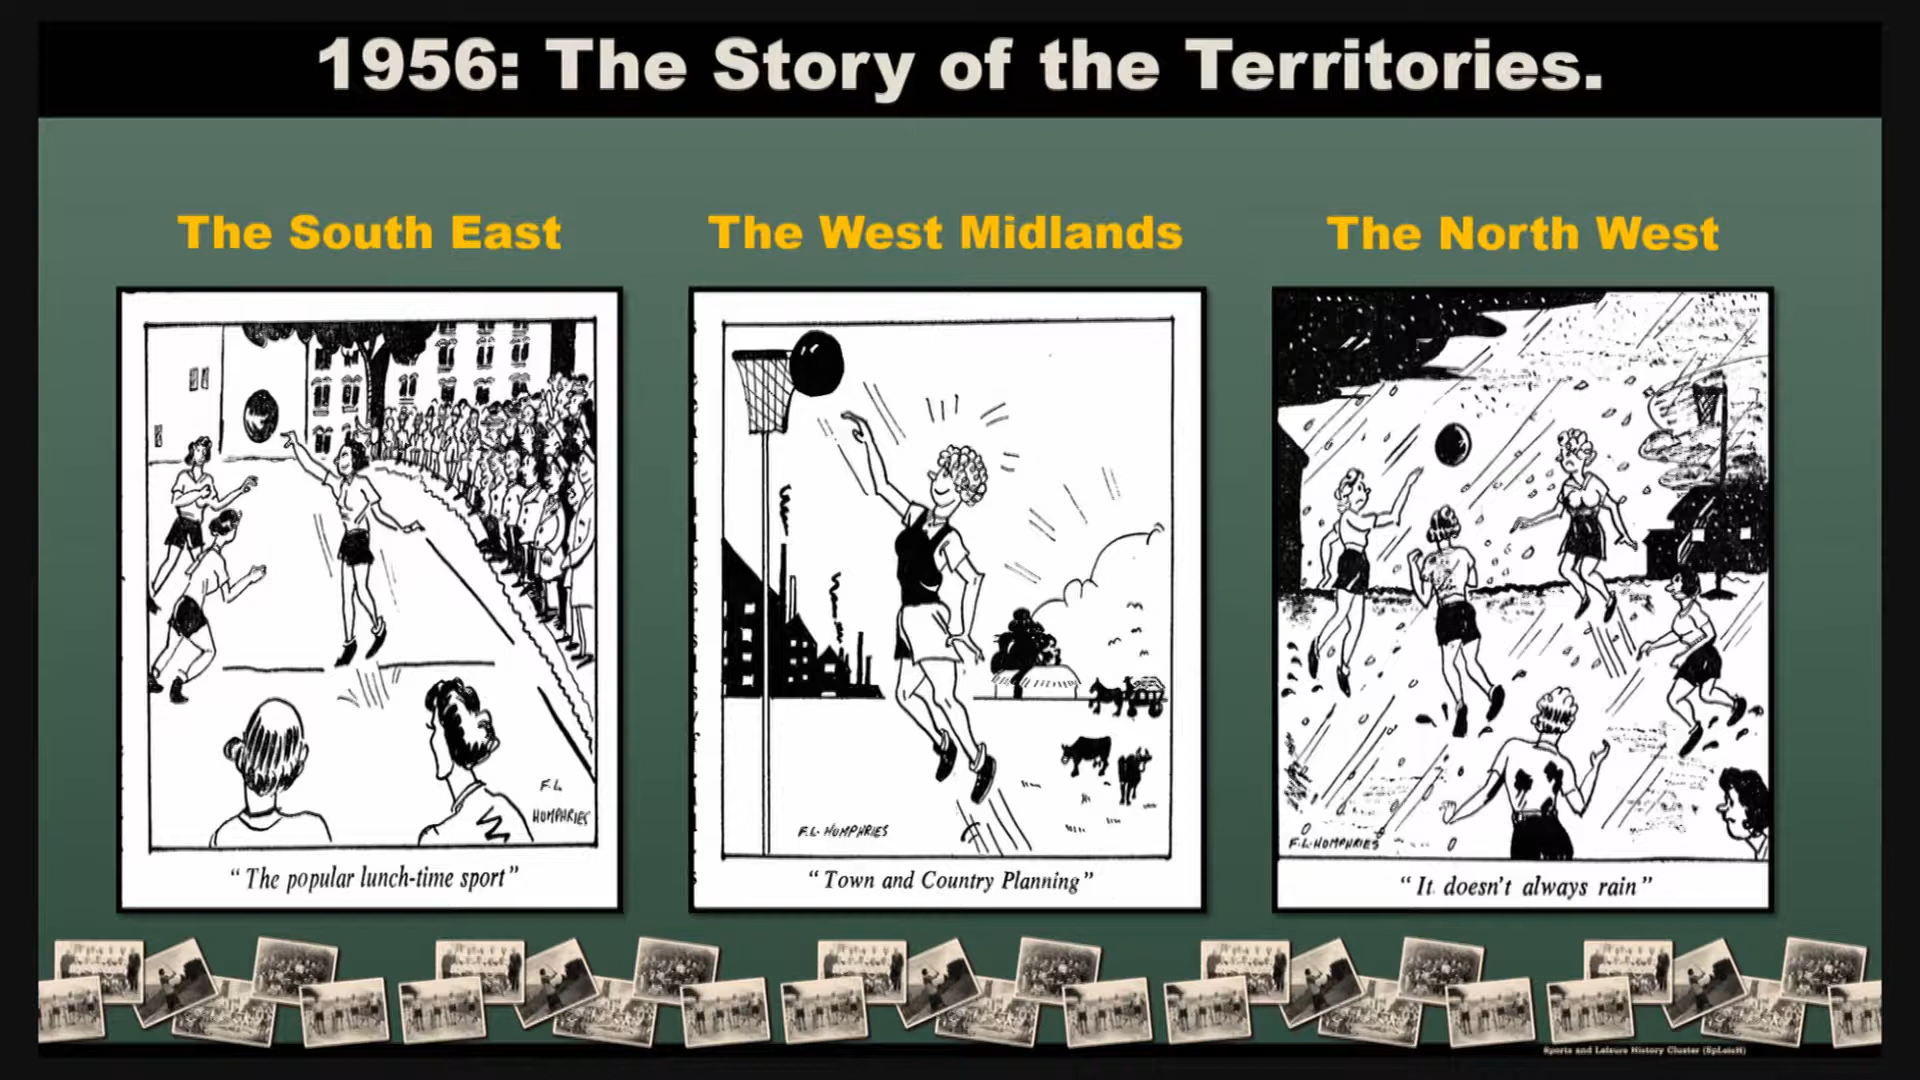 1956: The Story of the Territories.
The South East
The West Midlands
The North West
F.L.
HUMPHRIES
F.L. HUMPHRIES
F.L. HUMPHRIES
“The popular lunch-time sport”
“Town and Country Planning”
“It doesn't always rain”
Sports and Leisure History Cluster (SpLeisH)